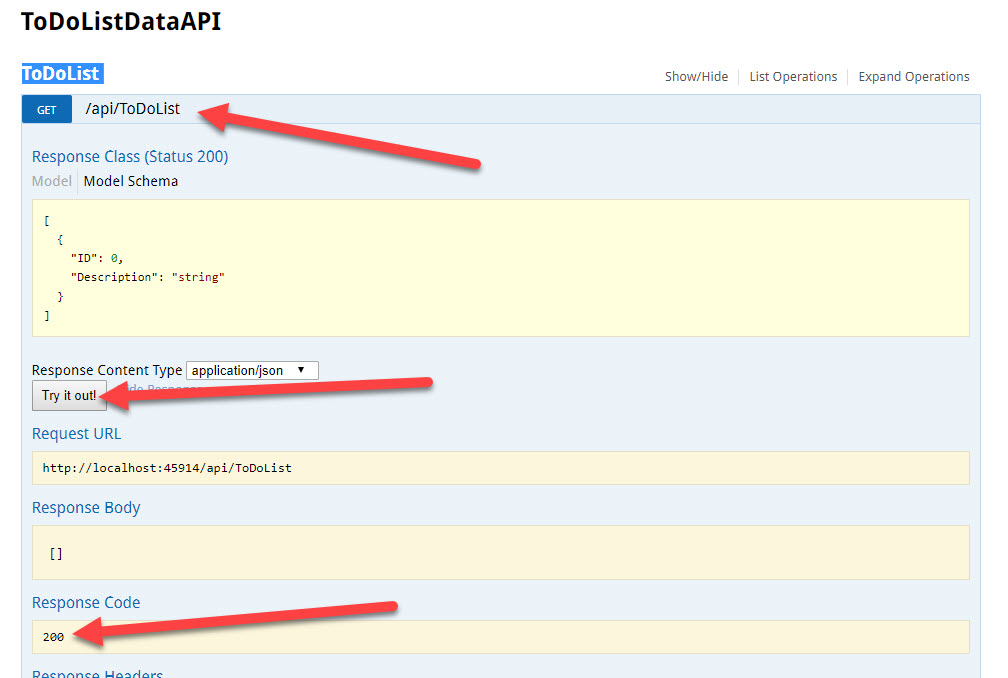 ToDoListDataAPI
ToDoList
Show/Hide List Operations Expand Operations
GET /api/ToDoList
Response Class (Status 200)
Model Model Schema
[
{
"ID": 0,
"Description": "string"
}
]
Response Content Type application/json
Try it out! Response
Request URL
http://localhost:45914/api/ToDoList
Response Body
[]
Response Code
200
Response Headers